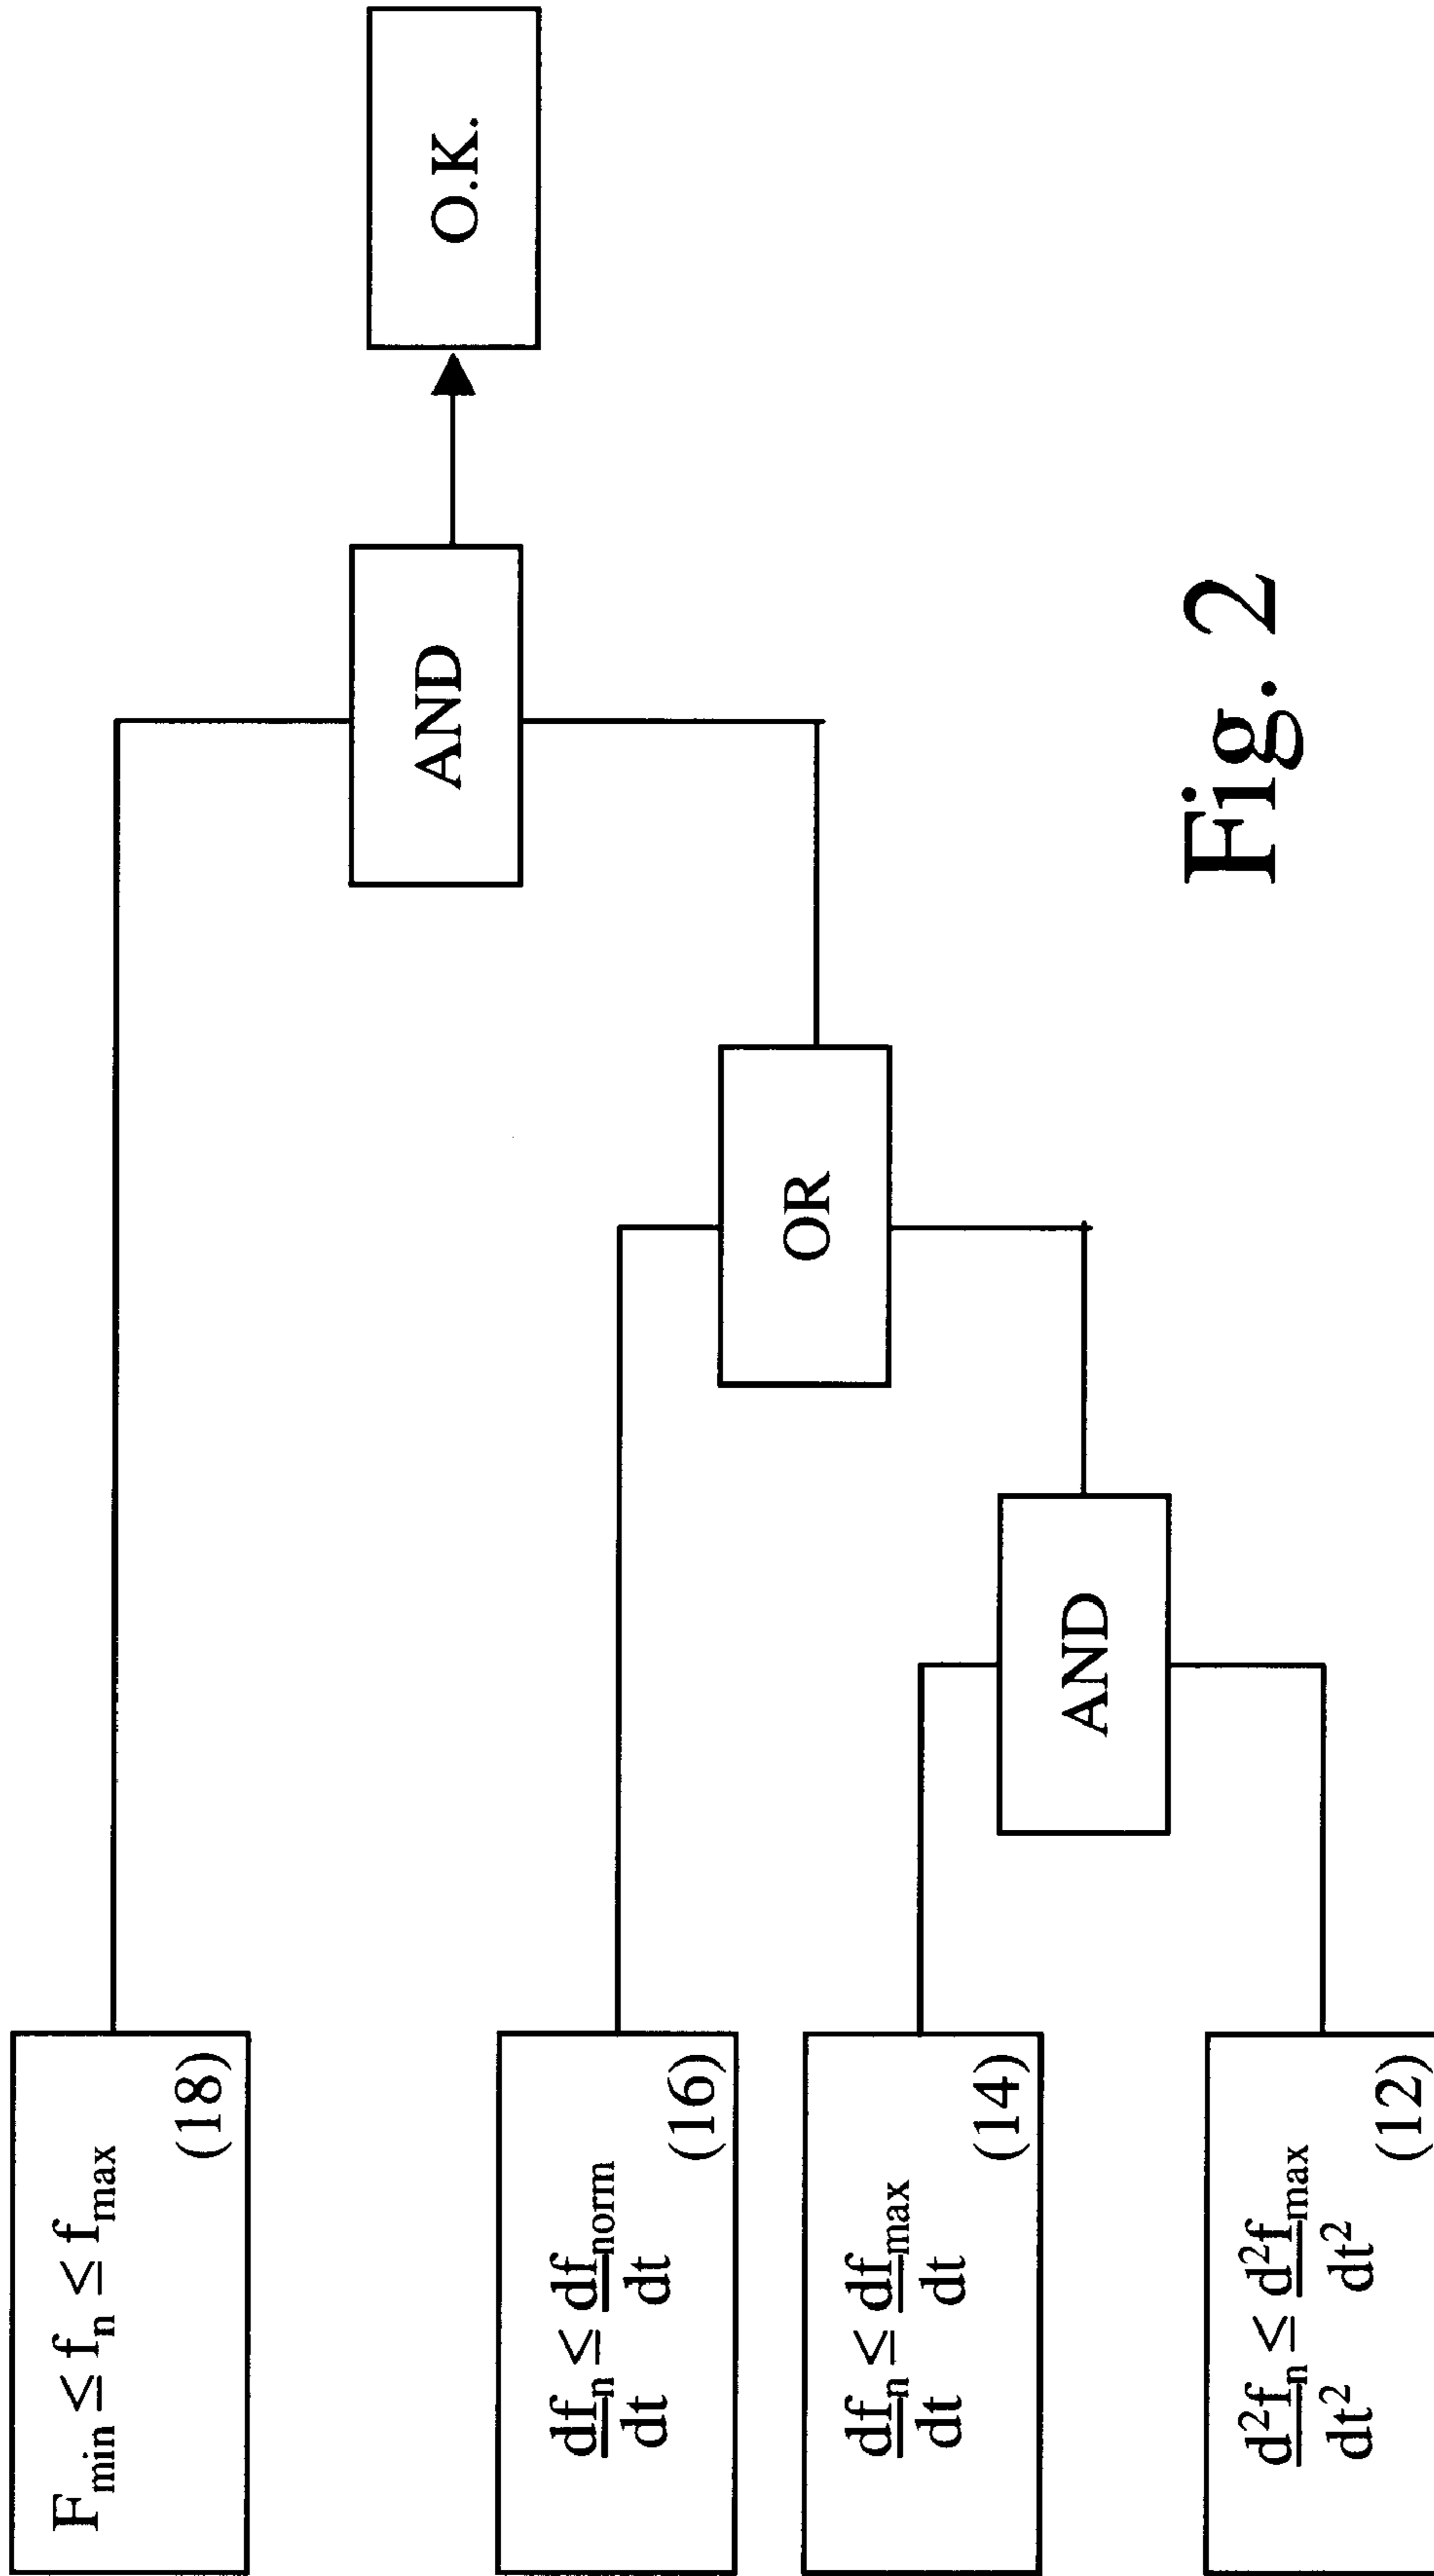 F_min ≤ f_n ≤ f_max
(18)
df_n/dt ≤ df_norm/dt
(16)
df_n/dt ≤ df_max/dt
(14)
d²f_n/dt² ≤ d²f_max/dt²
(12)
AND
OR
AND
O.K.
Fig. 2